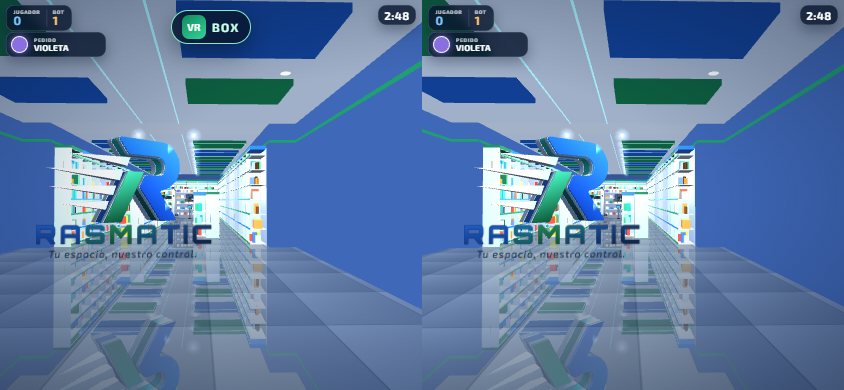 JUGADOR BOT
0 1
PEDIDO
VIOLETA
VR BOX
2:48
RASMATIC
Tu espacio, nuestro control.
JUGADOR BOT
0 1
PEDIDO
VIOLETA
2:48
RASMATIC
Tu espacio, nuestro control.